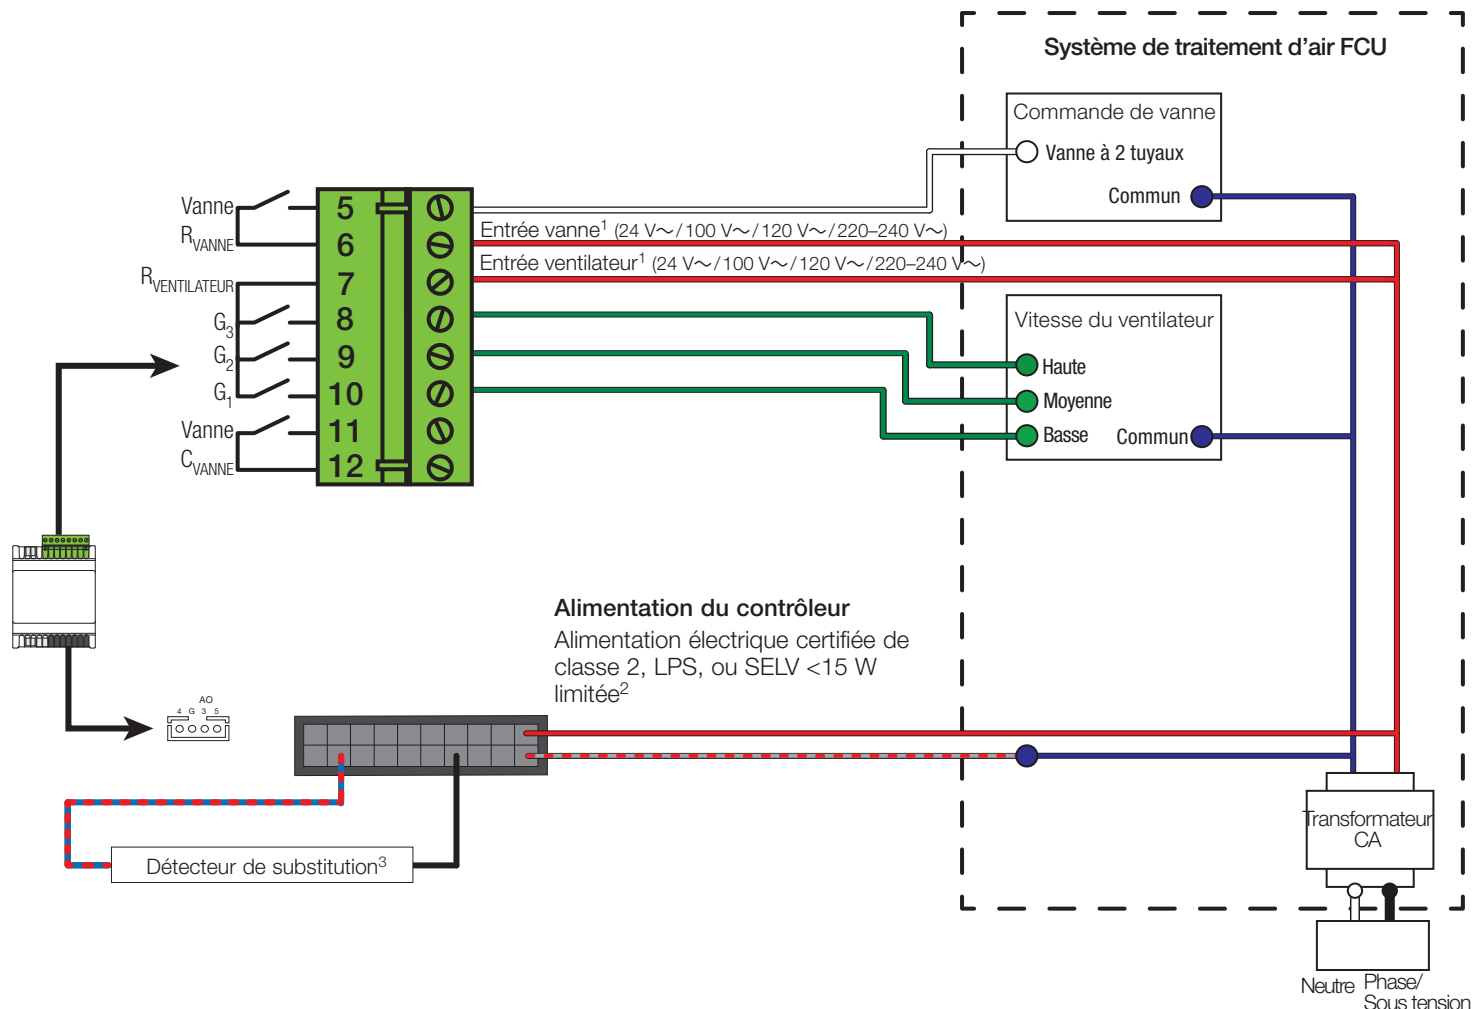 Système de traitement d'air FCU
Commande de vanne
Vanne à 2 tuyaux
Commun
Vanne
R VANNE
R VENTILATEUR
G3
G2
G1
Vanne
C VANNE
5
6
7
8
9
10
11
12
Entrée vanne¹ (24 V～/100 V～/120 V～/220–240 V～)
Entrée ventilateur¹ (24 V～/100 V～/120 V～/220–240 V～)
Vitesse du ventilateur
Haute
Moyenne
Basse
Commun
Alimentation du contrôleur
Alimentation électrique certifiée de
classe 2, LPS, ou SELV <15 W
limitée²
AO
4 G 3 5
Détecteur de substitution³
Transformateur
CA
Neutre
Phase/
Sous tension